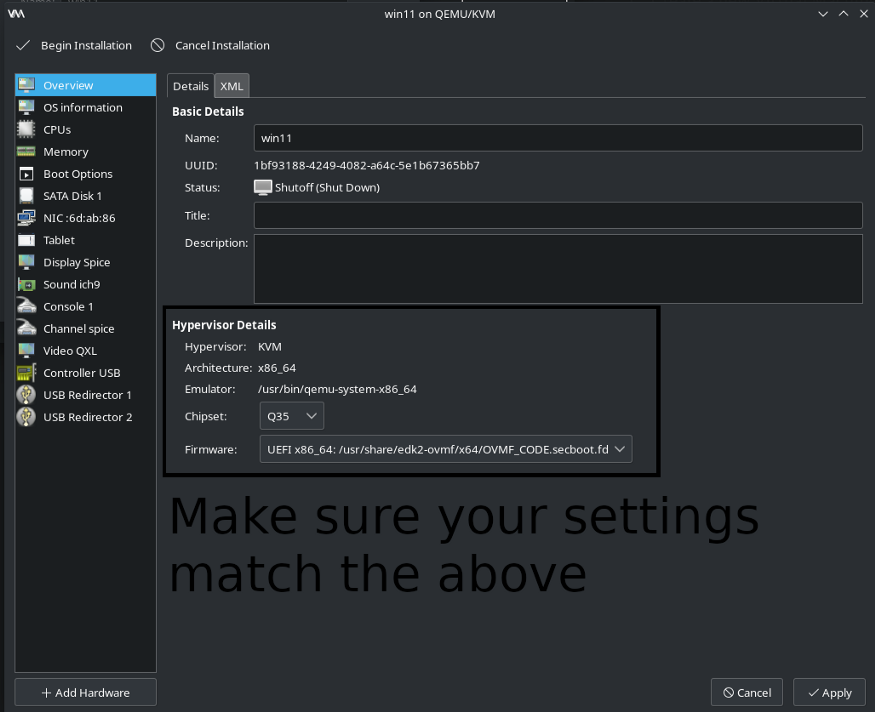 win11 on QEMU/KVM
Begin Installation Cancel Installation
Overview
OS information
CPUs
Memory
Boot Options
SATA Disk 1
NIC :6d:ab:86
Tablet
Display Spice
Sound ich9
Console 1
Channel spice
Video QXL
Controller USB
USB Redirector 1
USB Redirector 2
Add Hardware
Details XML
Basic Details
Name: win11
UUID: 1bf93188-4249-4082-a64c-5e1b67365bb7
Status: Shutoff (Shut Down)
Title:
Description:
Hypervisor Details
Hypervisor: KVM
Architecture: x86_64
Emulator: /usr/bin/qemu-system-x86_64
Chipset: Q35
Firmware: UEFI x86_64: /usr/share/edk2-ovmf/x64/OVMF_CODE.secboot.fd
Make sure your settings
match the above
Cancel Apply